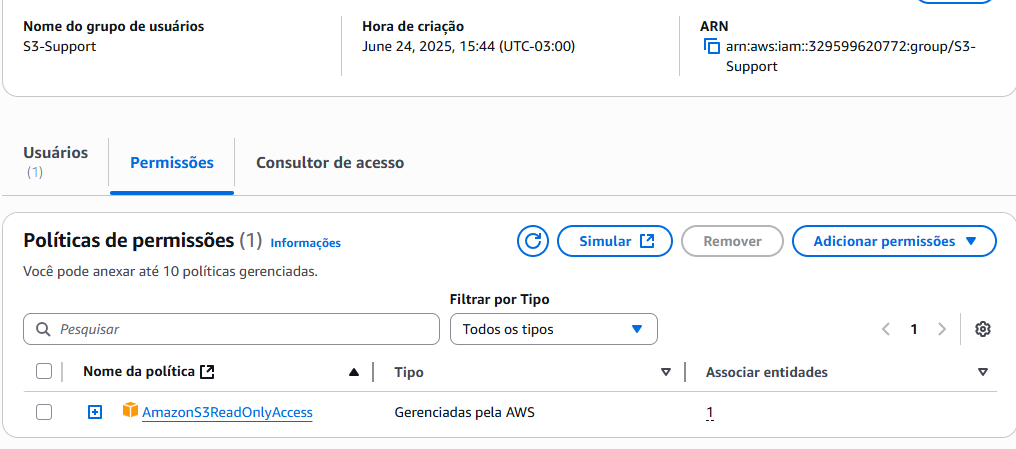 Nome do grupo de usuários
S3-Support
Hora de criação
June 24, 2025, 15:44 (UTC-03:00)
ARN
arn:aws:iam::329599620772:group/S3-
Support
Usuários
(1)
Permissões
Consultor de acesso
Políticas de permissões (1) Informações
Simular
Remover
Adicionar permissões
Você pode anexar até 10 políticas gerenciadas.
Filtrar por Tipo
Pesquisar
Todos os tipos
1
Nome da política
Tipo
Associar entidades
AmazonS3ReadOnlyAccess
Gerenciadas pela AWS
1